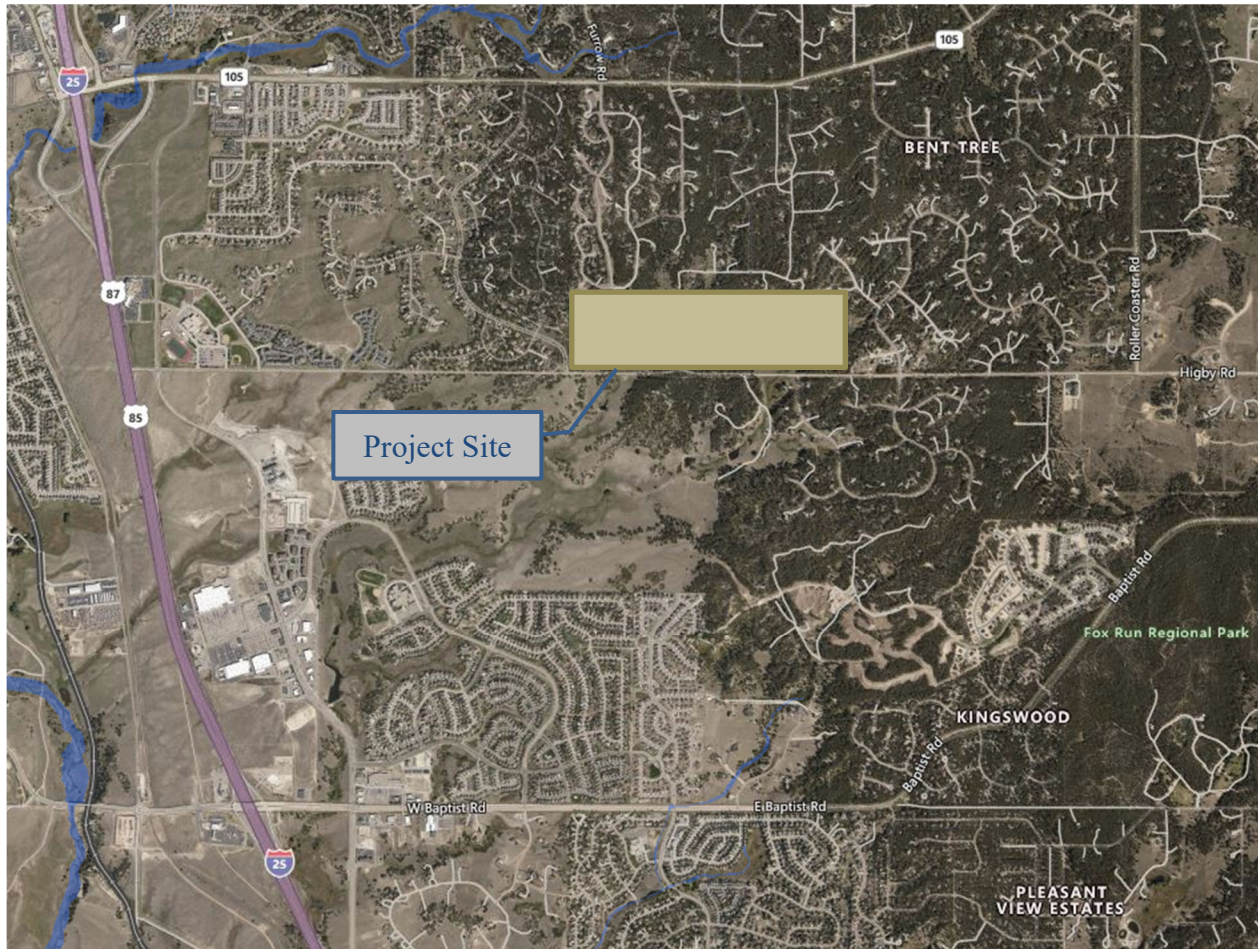 Furrow Rd
105
25
105
BENT TREE
Roller Coaster Rd
87
Higby Rd
85
Project Site
Baptist Rd
Fox Run Regional Park
KINGSWOOD
Baptist Rd
W Baptist Rd
E Baptist Rd
25
PLEASANT
VIEW ESTATES